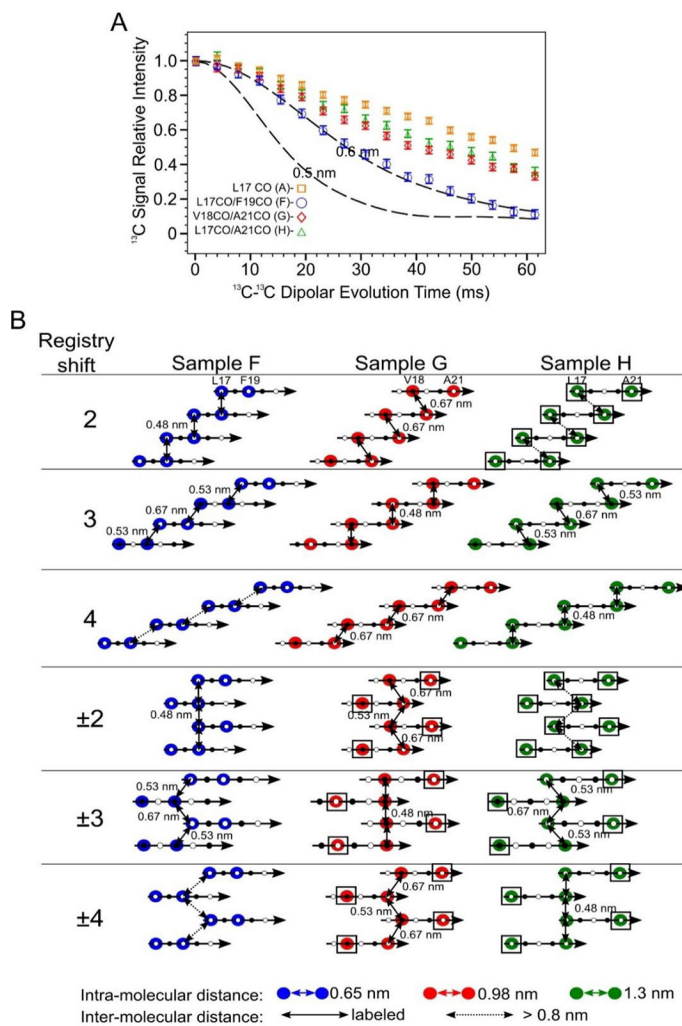 A
¹³C Signal Relative Intensity
1.0
0.8
0.6
0.4
0.2
0
0.6 nm
0.5 nm
L17 CO (A)-
L17CO/F19CO (F)-
V18CO/A21CO (G)-
L17CO/A21CO (H)-
0 10 20 30 40 50 60
¹³C-¹³C Dipolar Evolution Time (ms)
B
Registry shift
Sample F Sample G Sample H
L17 F19 V18 A21 L17 A21
2
0.48 nm
0.67 nm
0.67 nm
3
0.53 nm
0.67 nm
0.53 nm
0.48 nm
0.53 nm
0.67 nm
0.53 nm
4
0.67 nm
0.67 nm
0.48 nm
±2
0.48 nm
0.67 nm
0.53 nm
0.67 nm
±3
0.53 nm
0.67 nm
0.53 nm
0.48 nm
0.53 nm
0.67 nm
0.53 nm
±4
0.67 nm
0.53 nm
0.67 nm
0.48 nm
Intra-molecular distance: 0.65 nm 0.98 nm 1.3 nm
Inter-molecular distance: labeled > 0.8 nm